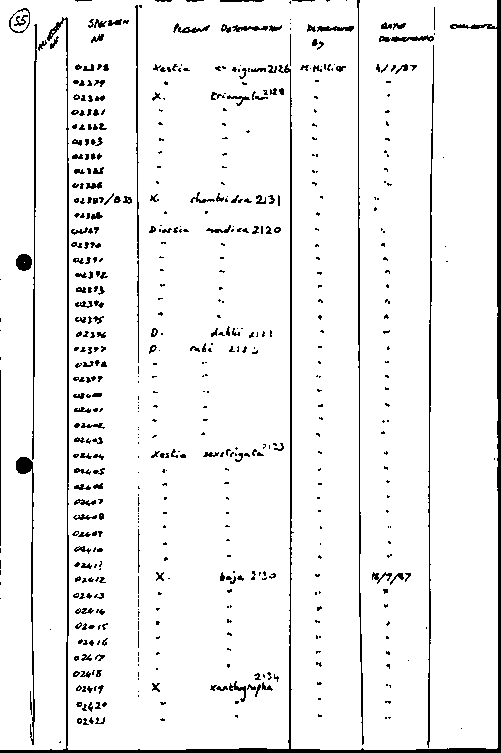 55
SPECIMEN No PRESENT DETERMINATION DETERMINED By DATE DETERMINED
02378 Xestia c-nigrum 2126 M. Hillier 4/7/87
02379 " " " "
02380 X. triangulum 2128 " "
02381 " " " "
02382 " " " "
02383 " " " "
02384 " " " "
02385 " " " "
02386 " " " "
02387/833 X. rhomboidea 2131 " "
02388 " " " "
02389 Diarsia mendica 2120 " "
02390 " " " "
02391 " " " "
02392 " " " "
02393 " " " "
02394 " " " "
02395 " " " "
02396 D. dahlii 2121 " "
02397 D. rubi " "
02398 " " " "
02399 " " " "
02400 " " " "
02401 " " " "
02402 " " " "
02403 " " " "
02404 Xestia sexstrigata 2133 " "
02405 " " " "
02406 " " " "
02407 " " " "
02408 " " " "
02409 " " " "
02410 " " " "
02411 " " " "
02412 X. baja 2130 " 18/7/87
02413 " " " "
02414 " " " "
02415 " " " "
02416 " " " "
02417 " " " "
02418 " " " "
02419 X xanthographa 2134 " "
02420 " " " "
02421 " " " "